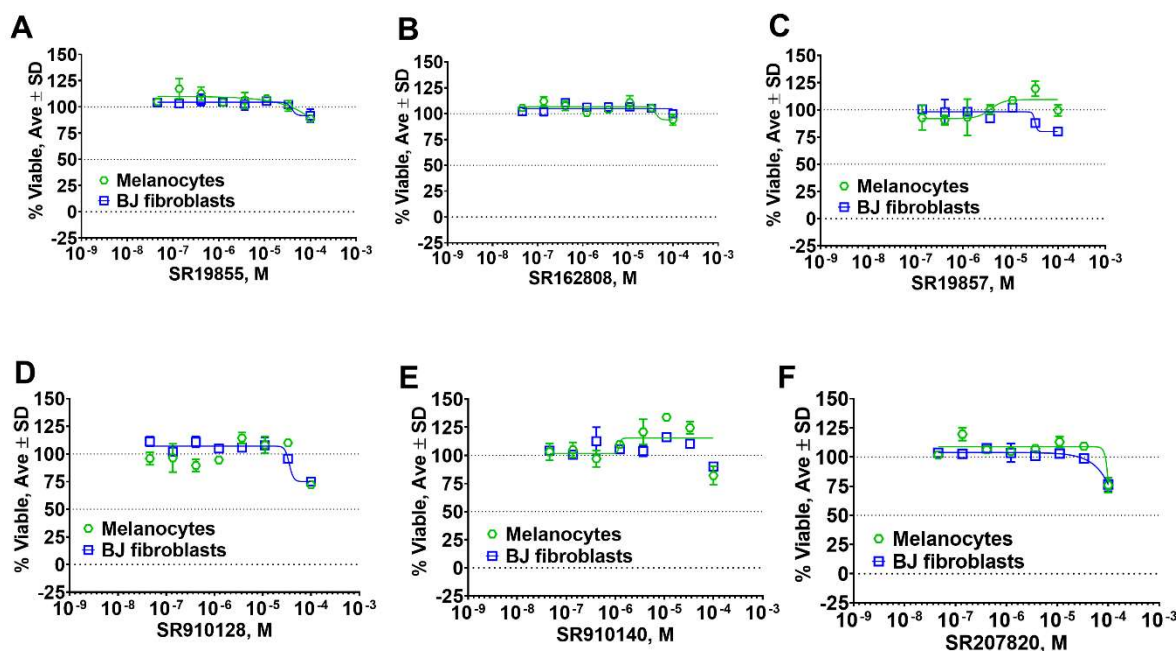 A
% Viable, Ave ± SD
150
125
100
75
50
25
0
-25
Melanocytes
BJ fibroblasts
10-9 10-8 10-7 10-6 10-5 10-4 10-3
SR19855, M
B
% Viable, Ave ± SD
150
125
100
75
50
25
0
-25
Melanocytes
BJ fibroblasts
10-9 10-8 10-7 10-6 10-5 10-4 10-3
SR162808, M
C
% Viable, Ave ± SD
150
125
100
75
50
25
0
-25
Melanocytes
BJ fibroblasts
10-9 10-8 10-7 10-6 10-5 10-4 10-3
SR19857, M
D
% Viable, Ave ± SD
150
125
100
75
50
25
0
-25
Melanocytes
BJ fibroblasts
10-9 10-8 10-7 10-6 10-5 10-4 10-3
SR910128, M
E
% Viable, Ave ± SD
150
125
100
75
50
25
0
-25
Melanocytes
BJ fibroblasts
10-9 10-8 10-7 10-6 10-5 10-4 10-3
SR910140, M
F
% Viable, Ave ± SD
150
125
100
75
50
25
0
-25
Melanocytes
BJ fibroblasts
10-9 10-8 10-7 10-6 10-5 10-4 10-3
SR207820, M